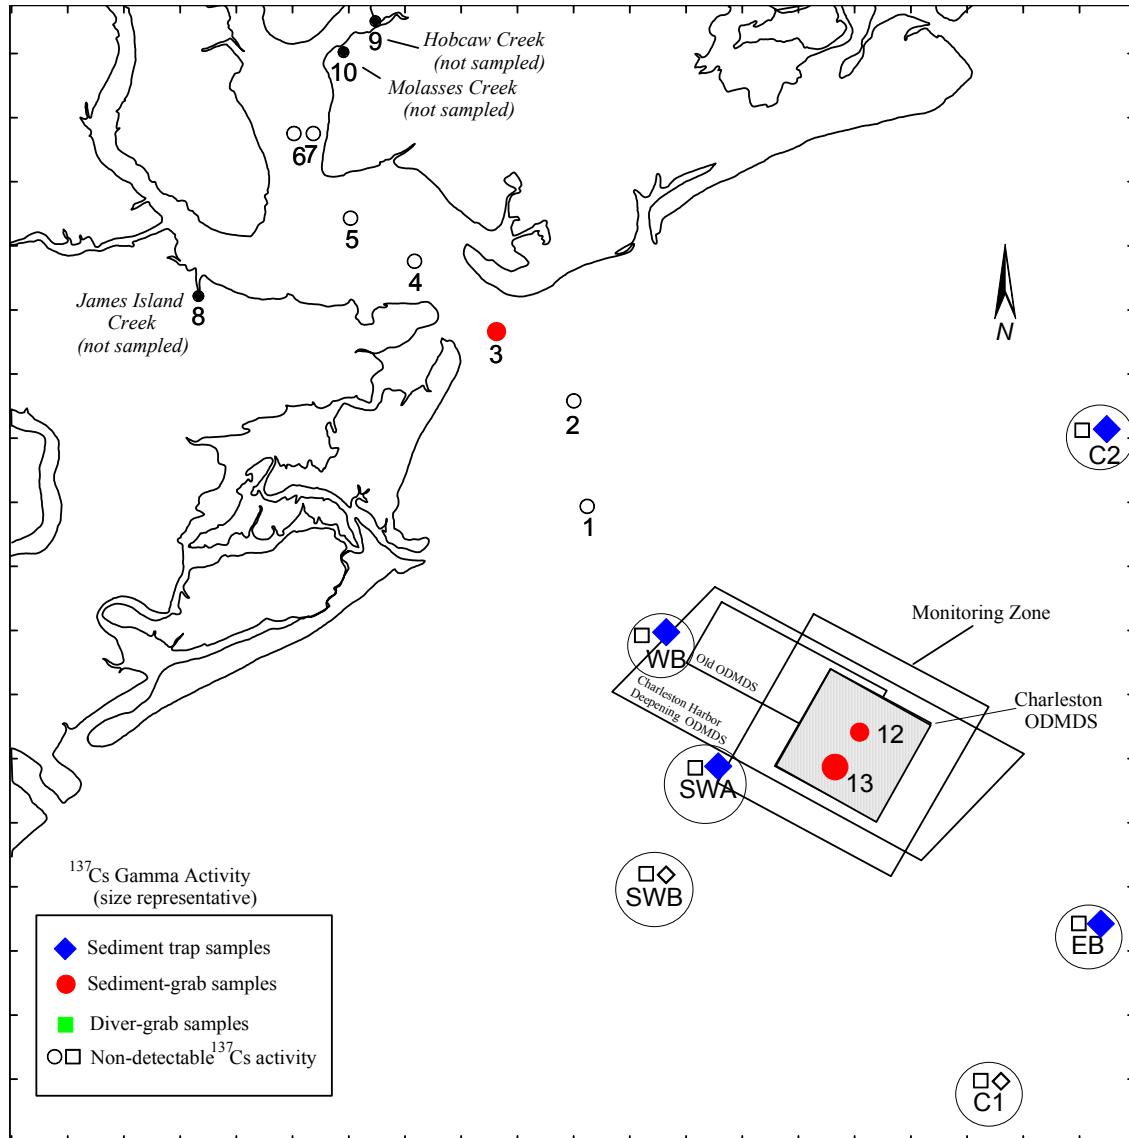 9
Hobcaw Creek
(not sampled)
10
Molasses Creek
(not sampled)
6 7
5
4
James Island
Creek
(not sampled)
8
3
N
2
C2
1
Monitoring Zone
WB
Old ODMDS
Charleston Harbor
Deepening ODMDS
Charleston
ODMDS
12
13
SWA
SWB
EB
C1
137Cs Gamma Activity
(size representative)
Sediment trap samples
Sediment-grab samples
Diver-grab samples
Non-detectable 137Cs activity